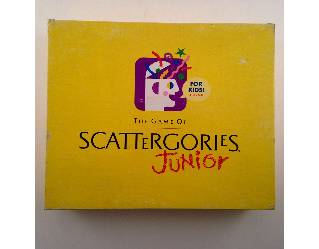 FOR
KIDS!
THE GAME OF
SCATTERGORIES
JUNIOR